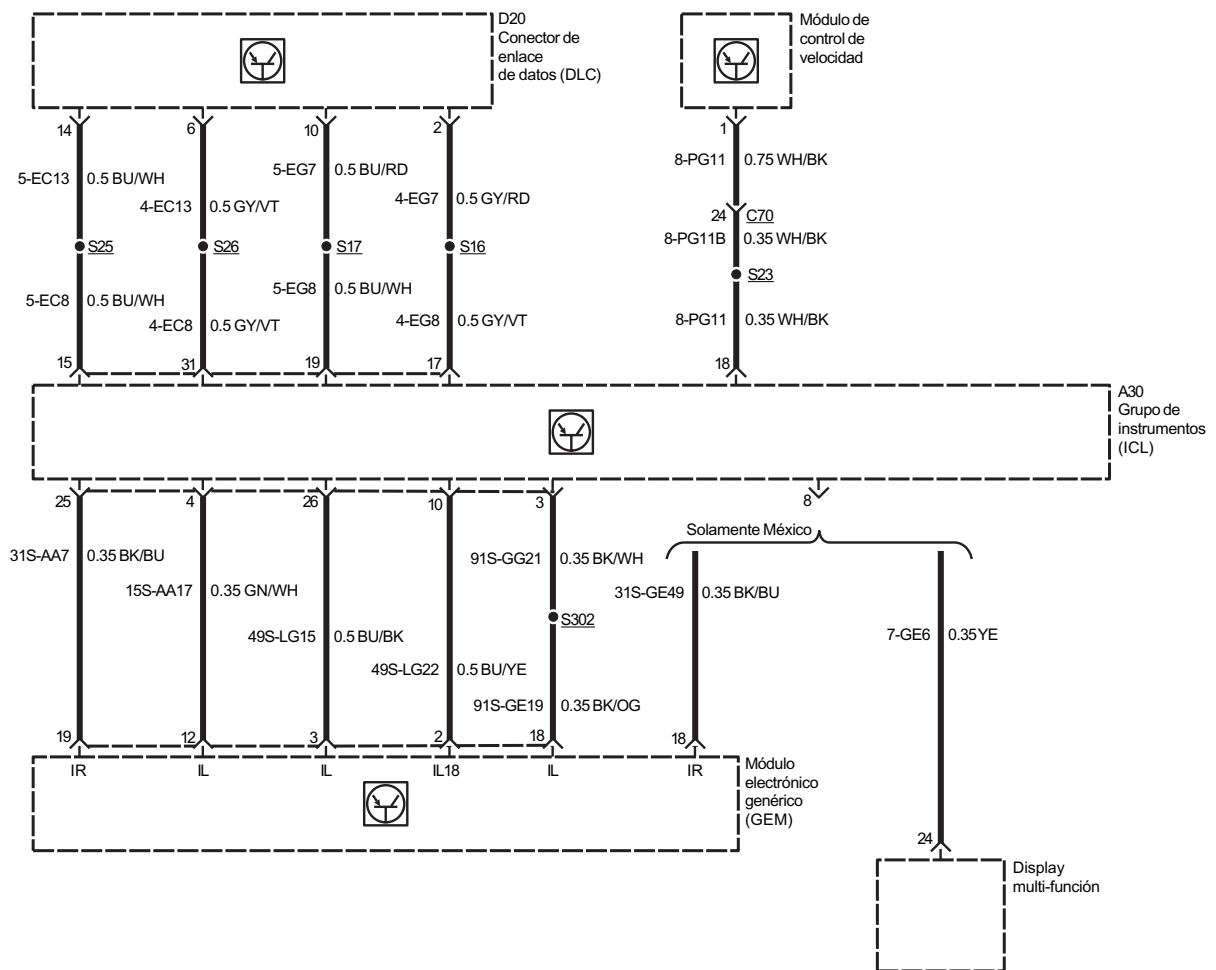 D20
Conector de
enlace
de datos (DLC)
Módulo de
control de
velocidad
14
6
10
2
1
5-EC13 0.5 BU/WH
4-EC13 0.5 GY/VT
5-EG7 0.5 BU/RD
4-EG7 0.5 GY/RD
8-PG11 0.75 WH/BK
24 C70
8-PG11B 0.35 WH/BK
S25
S26
S17
S16
S23
5-EC8 0.5 BU/WH
4-EC8 0.5 GY/VT
5-EG8 0.5 BU/WH
4-EG8 0.5 GY/VT
8-PG11 0.35 WH/BK
15
31
19
17
18
A30
Grupo de
instrumentos
(ICL)
25
4
26
10
3
8
Solamente México
31S-AA7 0.35 BK/BU
15S-AA17 0.35 GN/WH
49S-LG15 0.5 BU/BK
49S-LG22 0.5 BU/YE
91S-GG21 0.35 BK/WH
S302
91S-GE19 0.35 BK/OG
31S-GE49 0.35 BK/BU
7-GE6 0.35 YE
19
12
3
2
18
18
IR
IL
IL
IL18
IL
IR
Módulo
electrónico
genérico
(GEM)
24
Display
multi-función